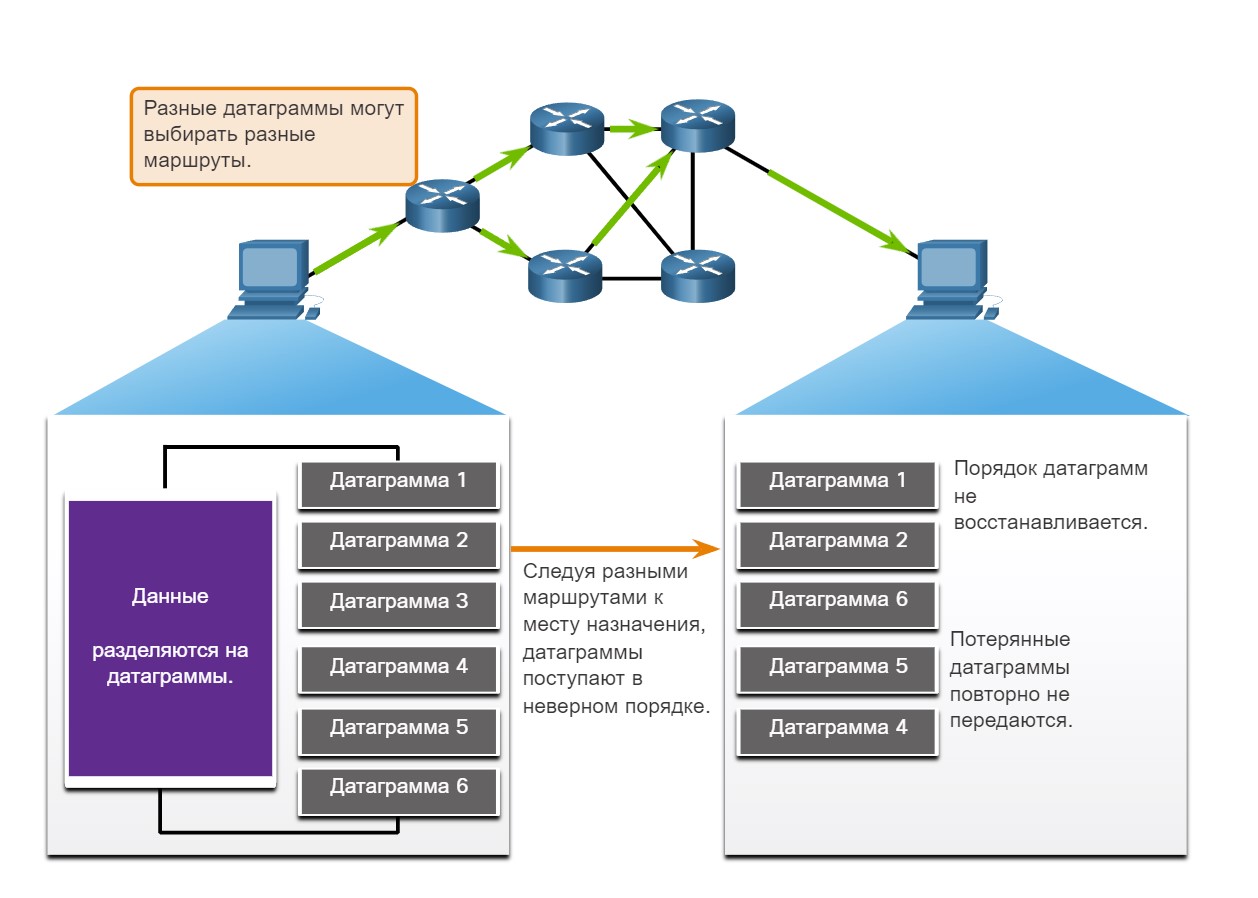 Разные датаграммы могут
выбирать разные
маршруты.
Данные
разделяются на
датаграммы.
Датаграмма 1
Датаграмма 2
Датаграмма 3
Датаграмма 4
Датаграмма 5
Датаграмма 6
Следуя разными
маршрутами к
месту назначения,
датаграммы
поступают в
неверном порядке.
Датаграмма 1
Датаграмма 2
Датаграмма 6
Датаграмма 5
Датаграмма 4
Порядок датаграмм
не
восстанавливается.
Потерянные
датаграммы
повторно не
передаются.